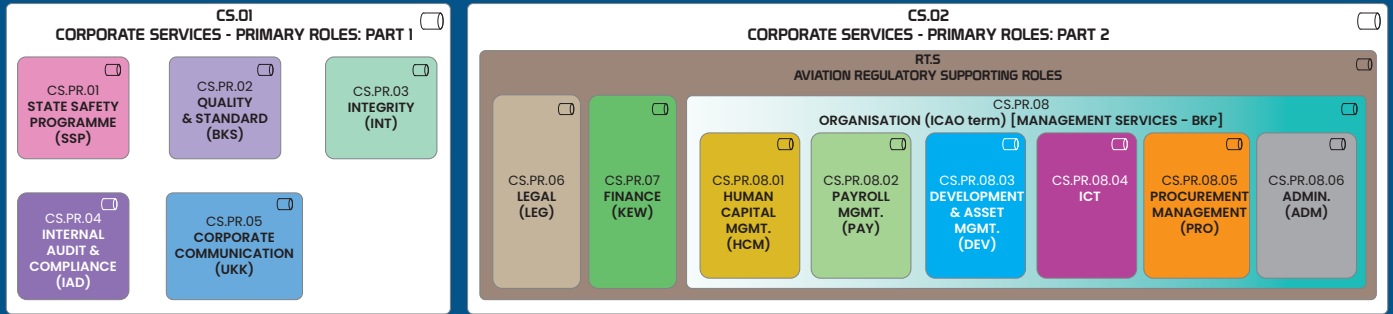 CS.01
CORPORATE SERVICES - PRIMARY ROLES: PART 1
CS.PR.01
STATE SAFETY
PROGRAMME
(SSP)
CS.PR.02
QUALITY
& STANDARD
(BKS)
CS.PR.03
INTEGRITY
(INT)
CS.PR.04
INTERNAL
AUDIT &
COMPLIANCE
(IAD)
CS.PR.05
CORPORATE
COMMUNICATION
(UKK)
CS.02
CORPORATE SERVICES - PRIMARY ROLES: PART 2
RT.S
AVIATION REGULATORY SUPPORTING ROLES
CS.PR.06
LEGAL
(LEG)
CS.PR.07
FINANCE
(KEW)
CS.PR.08
ORGANISATION (ICAO term) [MANAGEMENT SERVICES - BKP]
CS.PR.08.01
HUMAN
CAPITAL
MGMT.
(HCM)
CS.PR.08.02
PAYROLL
MGMT.
(PAY)
CS.PR.08.03
DEVELOPMENT
& ASSET
MGMT.
(DEV)
CS.PR.08.04
ICT
CS.PR.08.05
PROCUREMENT
MANAGEMENT
(PRO)
CS.PR.08.06
ADMIN.
(ADM)